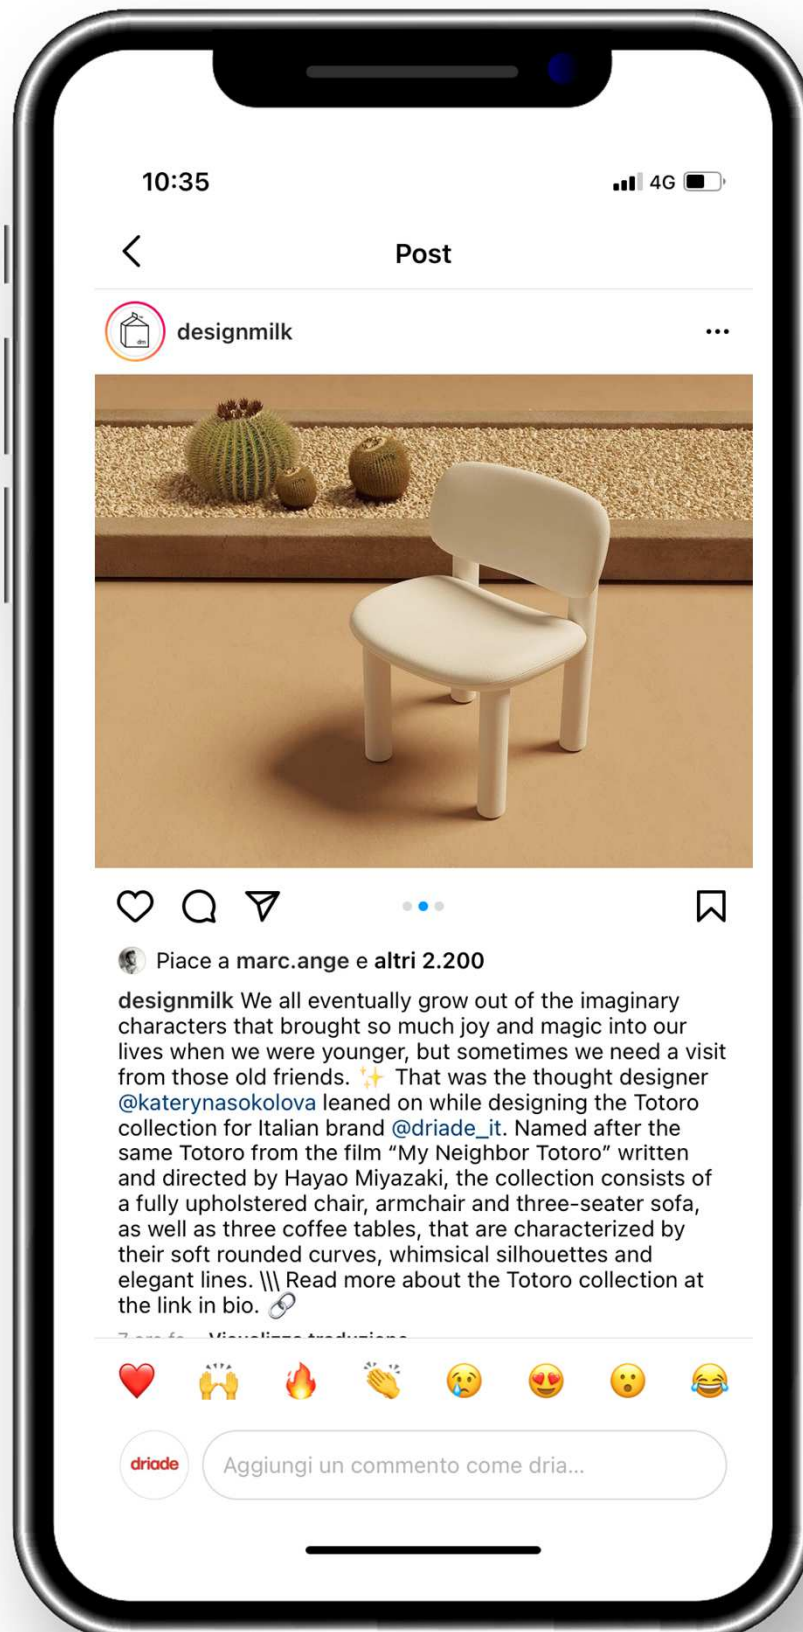 10:35
4G
Post
designmilk
Piace a marc.ange e altri 2.200
designmilk We all eventually grow out of the imaginary
characters that brought so much joy and magic into our
lives when we were younger, but sometimes we need a visit
from those old friends. ✨ That was the thought designer
@katerynasokolova leaned on while designing the Totoro
collection for Italian brand @driade_it. Named after the
same Totoro from the film “My Neighbor Totoro” written
and directed by Hayao Miyazaki, the collection consists of
a fully upholstered chair, armchair and three-seater sofa,
as well as three coffee tables, that are characterized by
their soft rounded curves, whimsical silhouettes and
elegant lines. \\\ Read more about the Totoro collection at
the link in bio. 🔗
7 ore fa Visualizza traduzione
driade
Aggiungi un commento come dria...